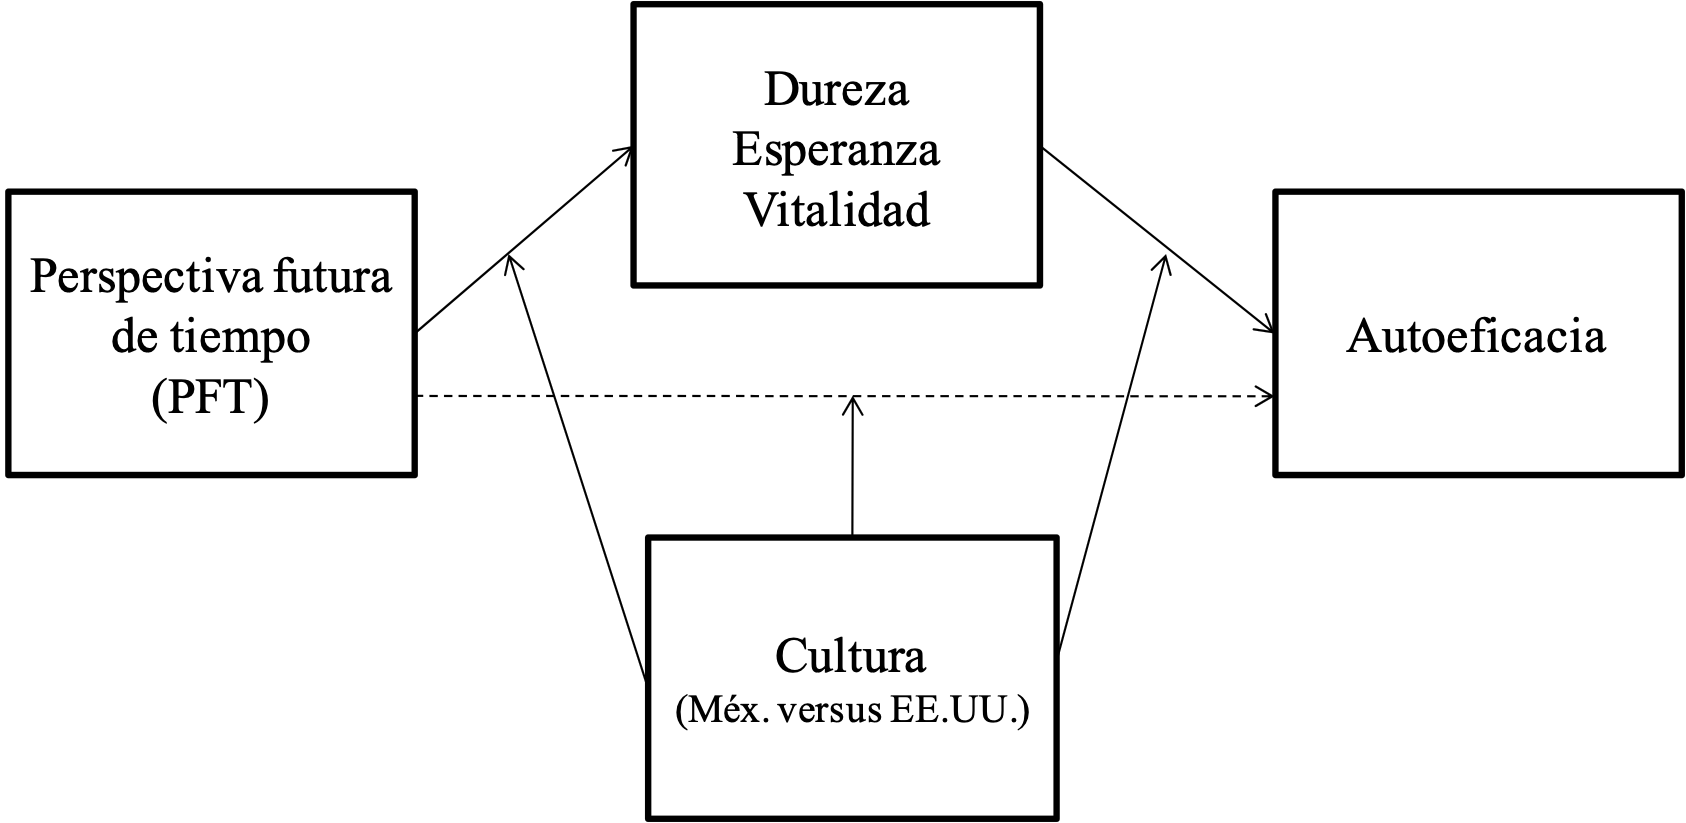 Dureza
Esperanza
Vitalidad
Perspectiva futura
de tiempo
(PFT)
Autoeficacia
Cultura
(Méx. versus EE.UU.)